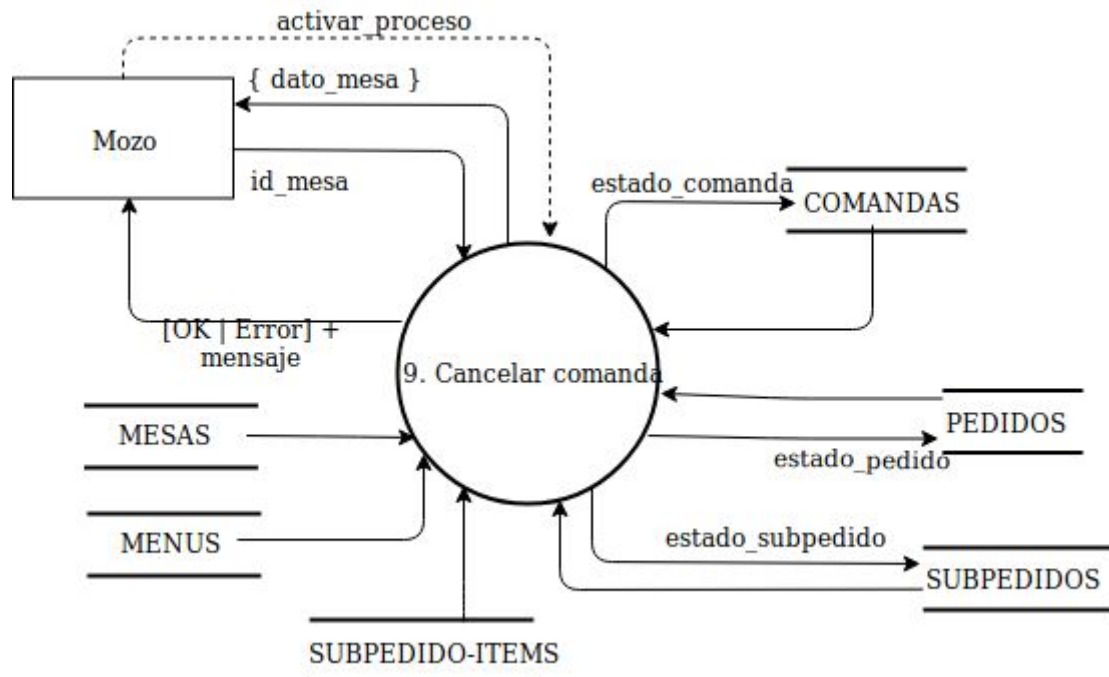 activar_proceso
{ dato_mesa }
Mozo
id_mesa
estado_comanda
COMANDAS
[OK | Error] +
mensaje
9. Cancelar comanda
MESAS
PEDIDOS
estado_pedido
MENUS
estado_subpedido
SUBPEDIDOS
SUBPEDIDO-ITEMS